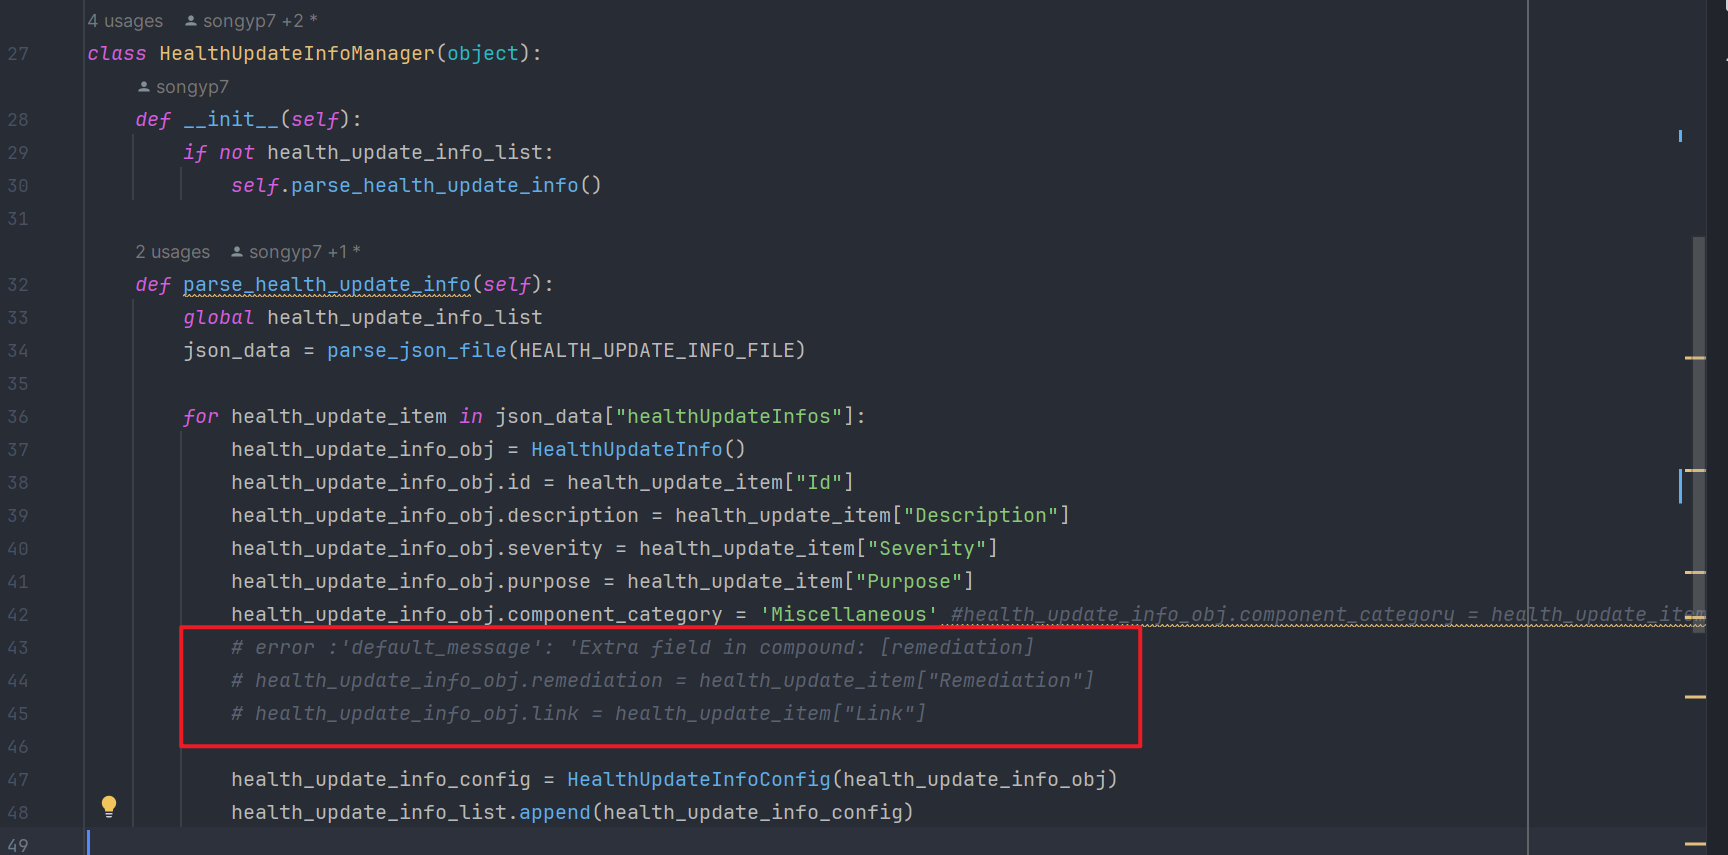 4 usages songyp7 +2 *
27 class HealthUpdateInfoManager(object):
songyp7
28 def __init__(self):
29 if not health_update_info_list:
30 self.parse_health_update_info()
31
2 usages songyp7 +1 *
32 def parse_health_update_info(self):
33 global health_update_info_list
34 json_data = parse_json_file(HEALTH_UPDATE_INFO_FILE)
35
36 for health_update_item in json_data["healthUpdateInfos"]:
37 health_update_info_obj = HealthUpdateInfo()
38 health_update_info_obj.id = health_update_item["Id"]
39 health_update_info_obj.description = health_update_item["Description"]
40 health_update_info_obj.severity = health_update_item["Severity"]
41 health_update_info_obj.purpose = health_update_item["Purpose"]
42 health_update_info_obj.component_category = 'Miscellaneous' #health_update_info_obj.component_category = health_update_item
43 # error :'default_message': 'Extra field in compound: [remediation]
44 # health_update_info_obj.remediation = health_update_item["Remediation"]
45 # health_update_info_obj.link = health_update_item["Link"]
46
47 health_update_info_config = HealthUpdateInfoConfig(health_update_info_obj)
48 health_update_info_list.append(health_update_info_config)
49